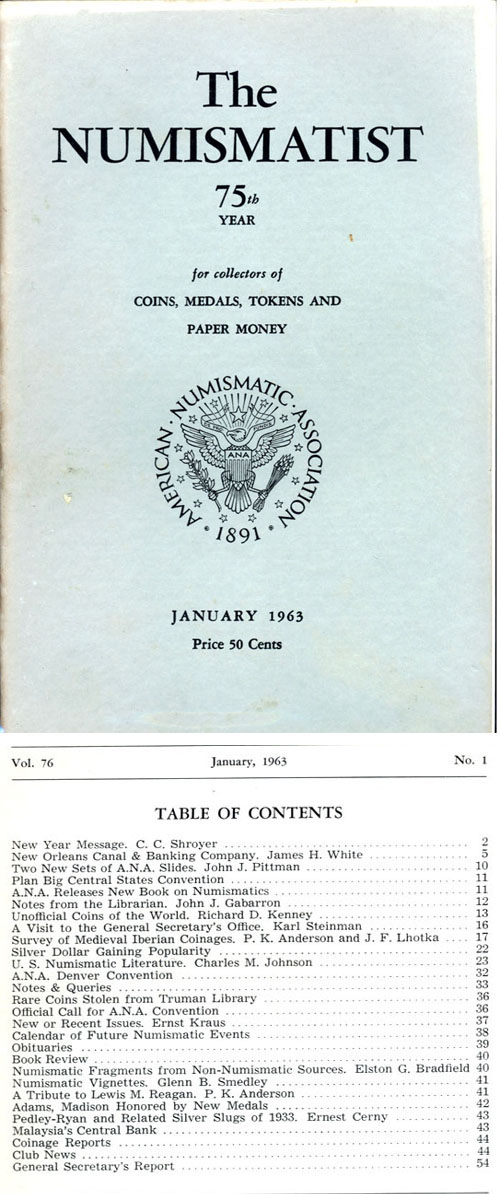 The
NUMISMATIST
75th
YEAR
for collectors of
COINS, MEDALS, TOKENS AND
PAPER MONEY
· AMERICAN · NUMISMATIC · ASSOCIATION ·
ANA
1891
JANUARY 1963
Price 50 Cents
Vol. 76 January, 1963 No. 1
TABLE OF CONTENTS
New Year Message. C. C. Shroyer 2
New Orleans Canal & Banking Company. James H. White 5
Two New Sets of A.N.A. Slides. John J. Pittman 10
Plan Big Central States Convention 11
A.N.A. Releases New Book on Numismatics 11
Notes from the Librarian. John J. Gabarron 12
Unofficial Coins of the World. Richard D. Kenney 13
A Visit to the General Secretary's Office. Karl Steinman 16
Survey of Medieval Iberian Coinages. P. K. Anderson and J. F. Lhotka 17
Silver Dollar Gaining Popularity 22
U. S. Numismatic Literature. Charles M. Johnson 23
A.N.A. Denver Convention 32
Notes & Queries 33
Rare Coins Stolen from Truman Library 36
Official Call for A.N.A. Convention 36
New or Recent Issues. Ernst Kraus 37
Calendar of Future Numismatic Events 38
Obituaries 39
Book Review 40
Numismatic Fragments from Non-Numismatic Sources. Elston G. Bradfield 40
Numismatic Vignettes. Glenn B. Smedley 41
A Tribute to Lewis M. Reagan. P. K. Anderson 41
Adams, Madison Honored by New Medals 42
Pedley-Ryan and Related Silver Slugs of 1933. Ernest Cerny 43
Malaysia's Central Bank 43
Coinage Reports 44
Club News 44
General Secretary's Report 54